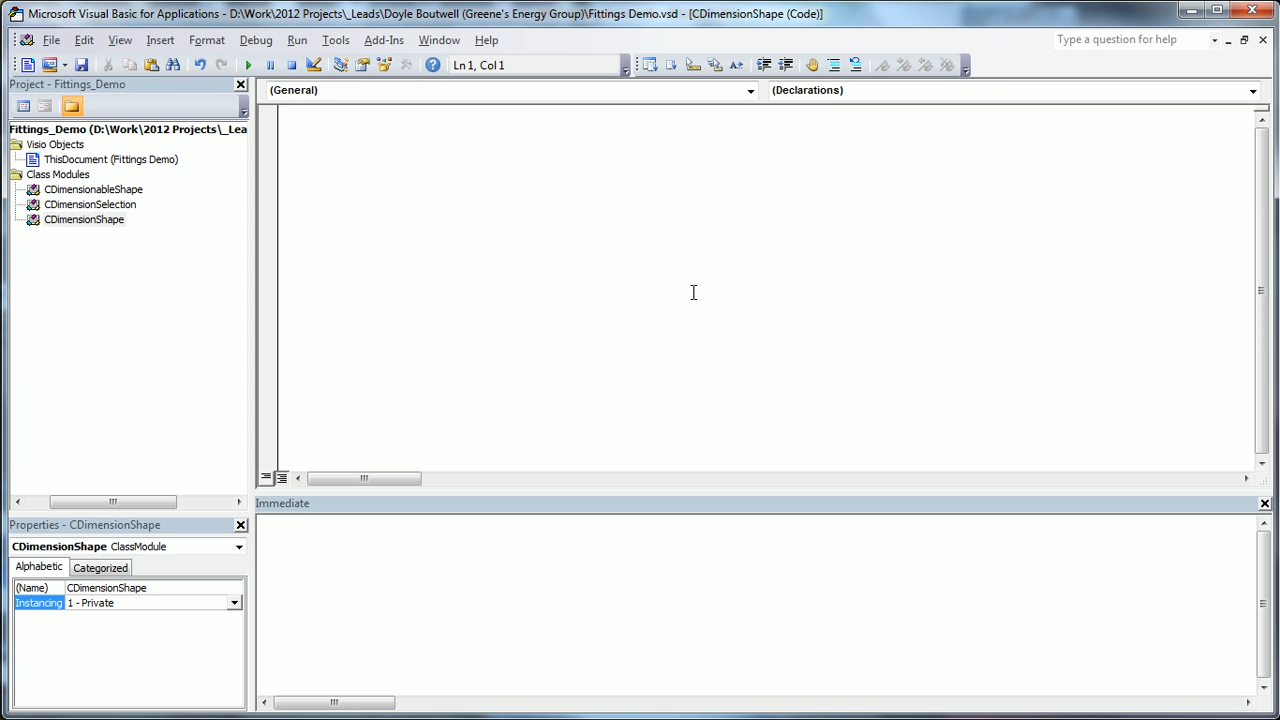 Microsoft Visual Basic for Applications - D:\Work\2012 Projects\_Leads\Doyle Boutwell (Greene's Energy Group)\Fittings Demo.vsd - [CDimensionShape (Code)]
File Edit View Insert Format Debug Run Tools Add-Ins Window Help
Type a question for help
Ln 1, Col 1
Project - Fittings_Demo
(General)
(Declarations)
Fittings_Demo (D:\Work\2012 Projects\_Lea
Visio Objects
ThisDocument (Fittings Demo)
Class Modules
CDimensionableShape
CDimensionSelection
CDimensionShape
Immediate
Properties - CDimensionShape
CDimensionShape ClassModule
Alphabetic Categorized
(Name) CDimensionShape
Instancing 1 - Private